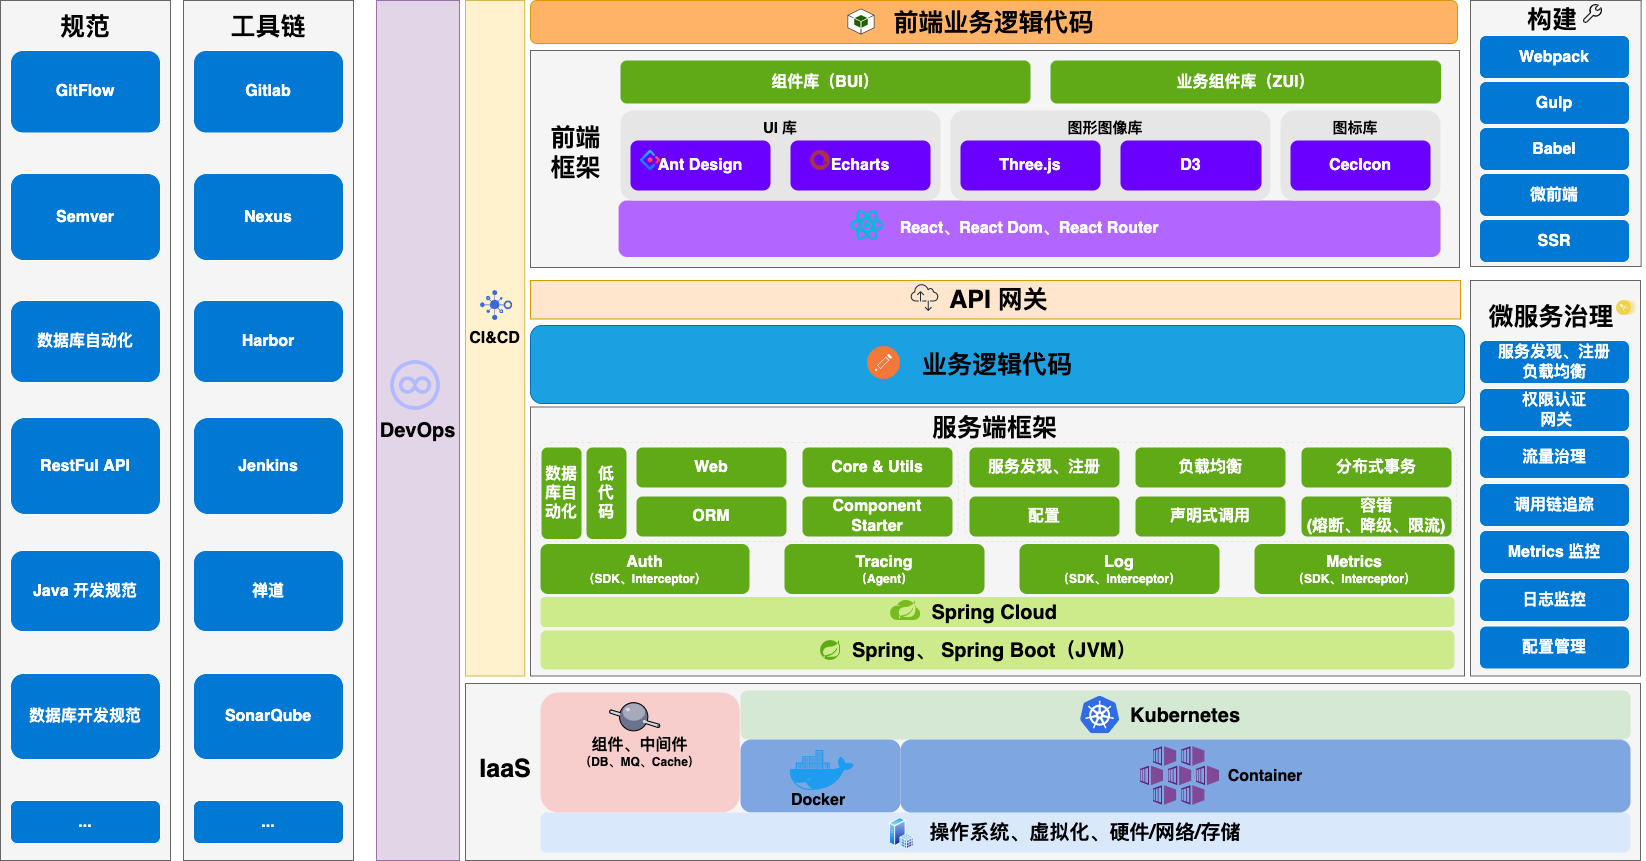 规范
GitFlow
Semver
数据库自动化
RestFul API
Java 开发规范
数据库开发规范
...
工具链
Gitlab
Nexus
Harbor
Jenkins
禅道
SonarQube
...
DevOps
CI&CD
前端业务逻辑代码
前端
框架
组件库（BUI）
业务组件库（ZUI）
UI 库
Ant Design
Echarts
图形图像库
Three.js
D3
图标库
CecIcon
React、React Dom、React Router
构建
Webpack
Gulp
Babel
微前端
SSR
API 网关
业务逻辑代码
服务端框架
数据
库自
动化
低
代
码
Web
Core & Utils
服务发现、注册
负载均衡
分布式事务
ORM
Component
Starter
配置
声明式调用
容错
(熔断、降级、限流)
Auth
（SDK、Interceptor）
Tracing
（Agent）
Log
（SDK、Interceptor）
Metrics
（SDK、Interceptor）
Spring Cloud
Spring、 Spring Boot（JVM）
微服务治理
服务发现、注册
负载均衡
权限认证
网关
流量治理
调用链追踪
Metrics 监控
日志监控
配置管理
IaaS
组件、中间件
（DB、MQ、Cache）
Kubernetes
Docker
Container
操作系统、虚拟化、硬件/网络/存储